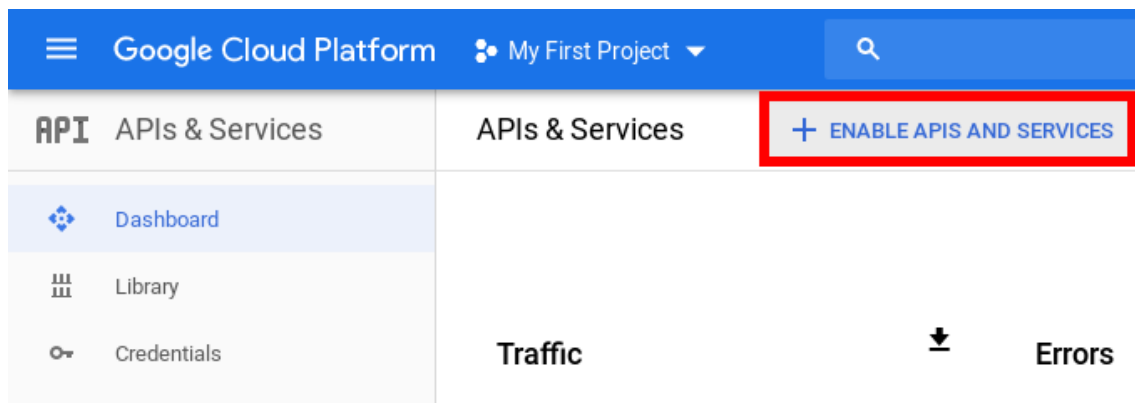 Google Cloud Platform My First Project
API APIs & Services APIs & Services + ENABLE APIS AND SERVICES
Dashboard
Library
Credentials
Traffic Errors